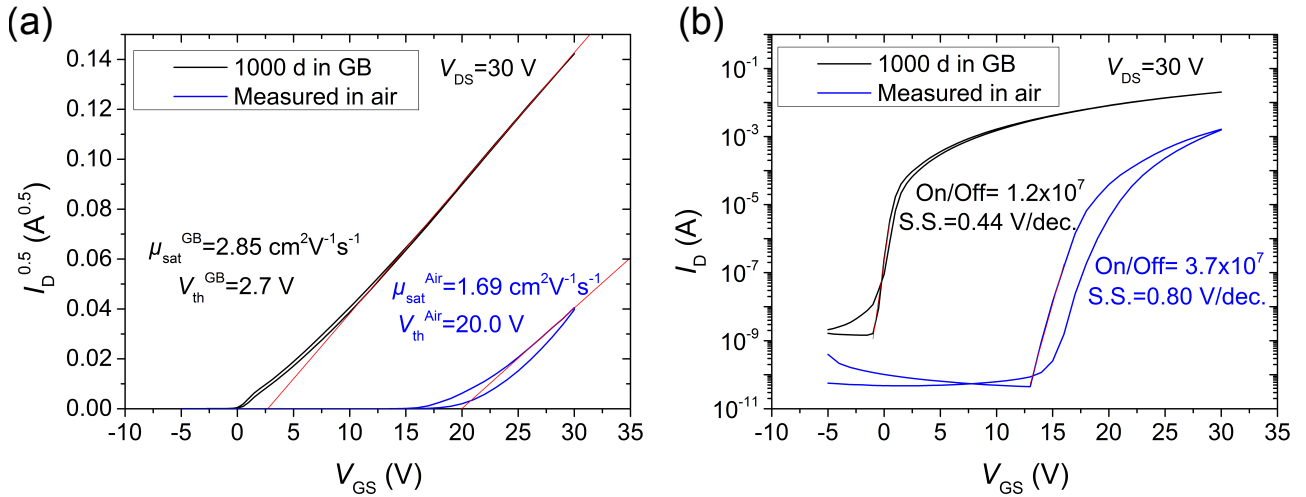 (a)
1000 d in GB
Measured in air
V_DS=30 V
μ_sat^GB=2.85 cm²V⁻¹s⁻¹
V_th^GB=2.7 V
μ_sat^Air=1.69 cm²V⁻¹s⁻¹
V_th^Air=20.0 V
I_D^0.5 (A^0.5)
0.14
0.12
0.10
0.08
0.06
0.04
0.02
0.00
-10 -5 0 5 10 15 20 25 30 35
V_GS (V)
(b)
1000 d in GB
Measured in air
V_DS=30 V
On/Off= 1.2x10⁷
S.S.=0.44 V/dec.
On/Off= 3.7x10⁷
S.S.=0.80 V/dec.
I_D (A)
10⁻¹
10⁻³
10⁻⁵
10⁻⁷
10⁻⁹
10⁻¹¹
-10 -5 0 5 10 15 20 25 30 35
V_GS (V)